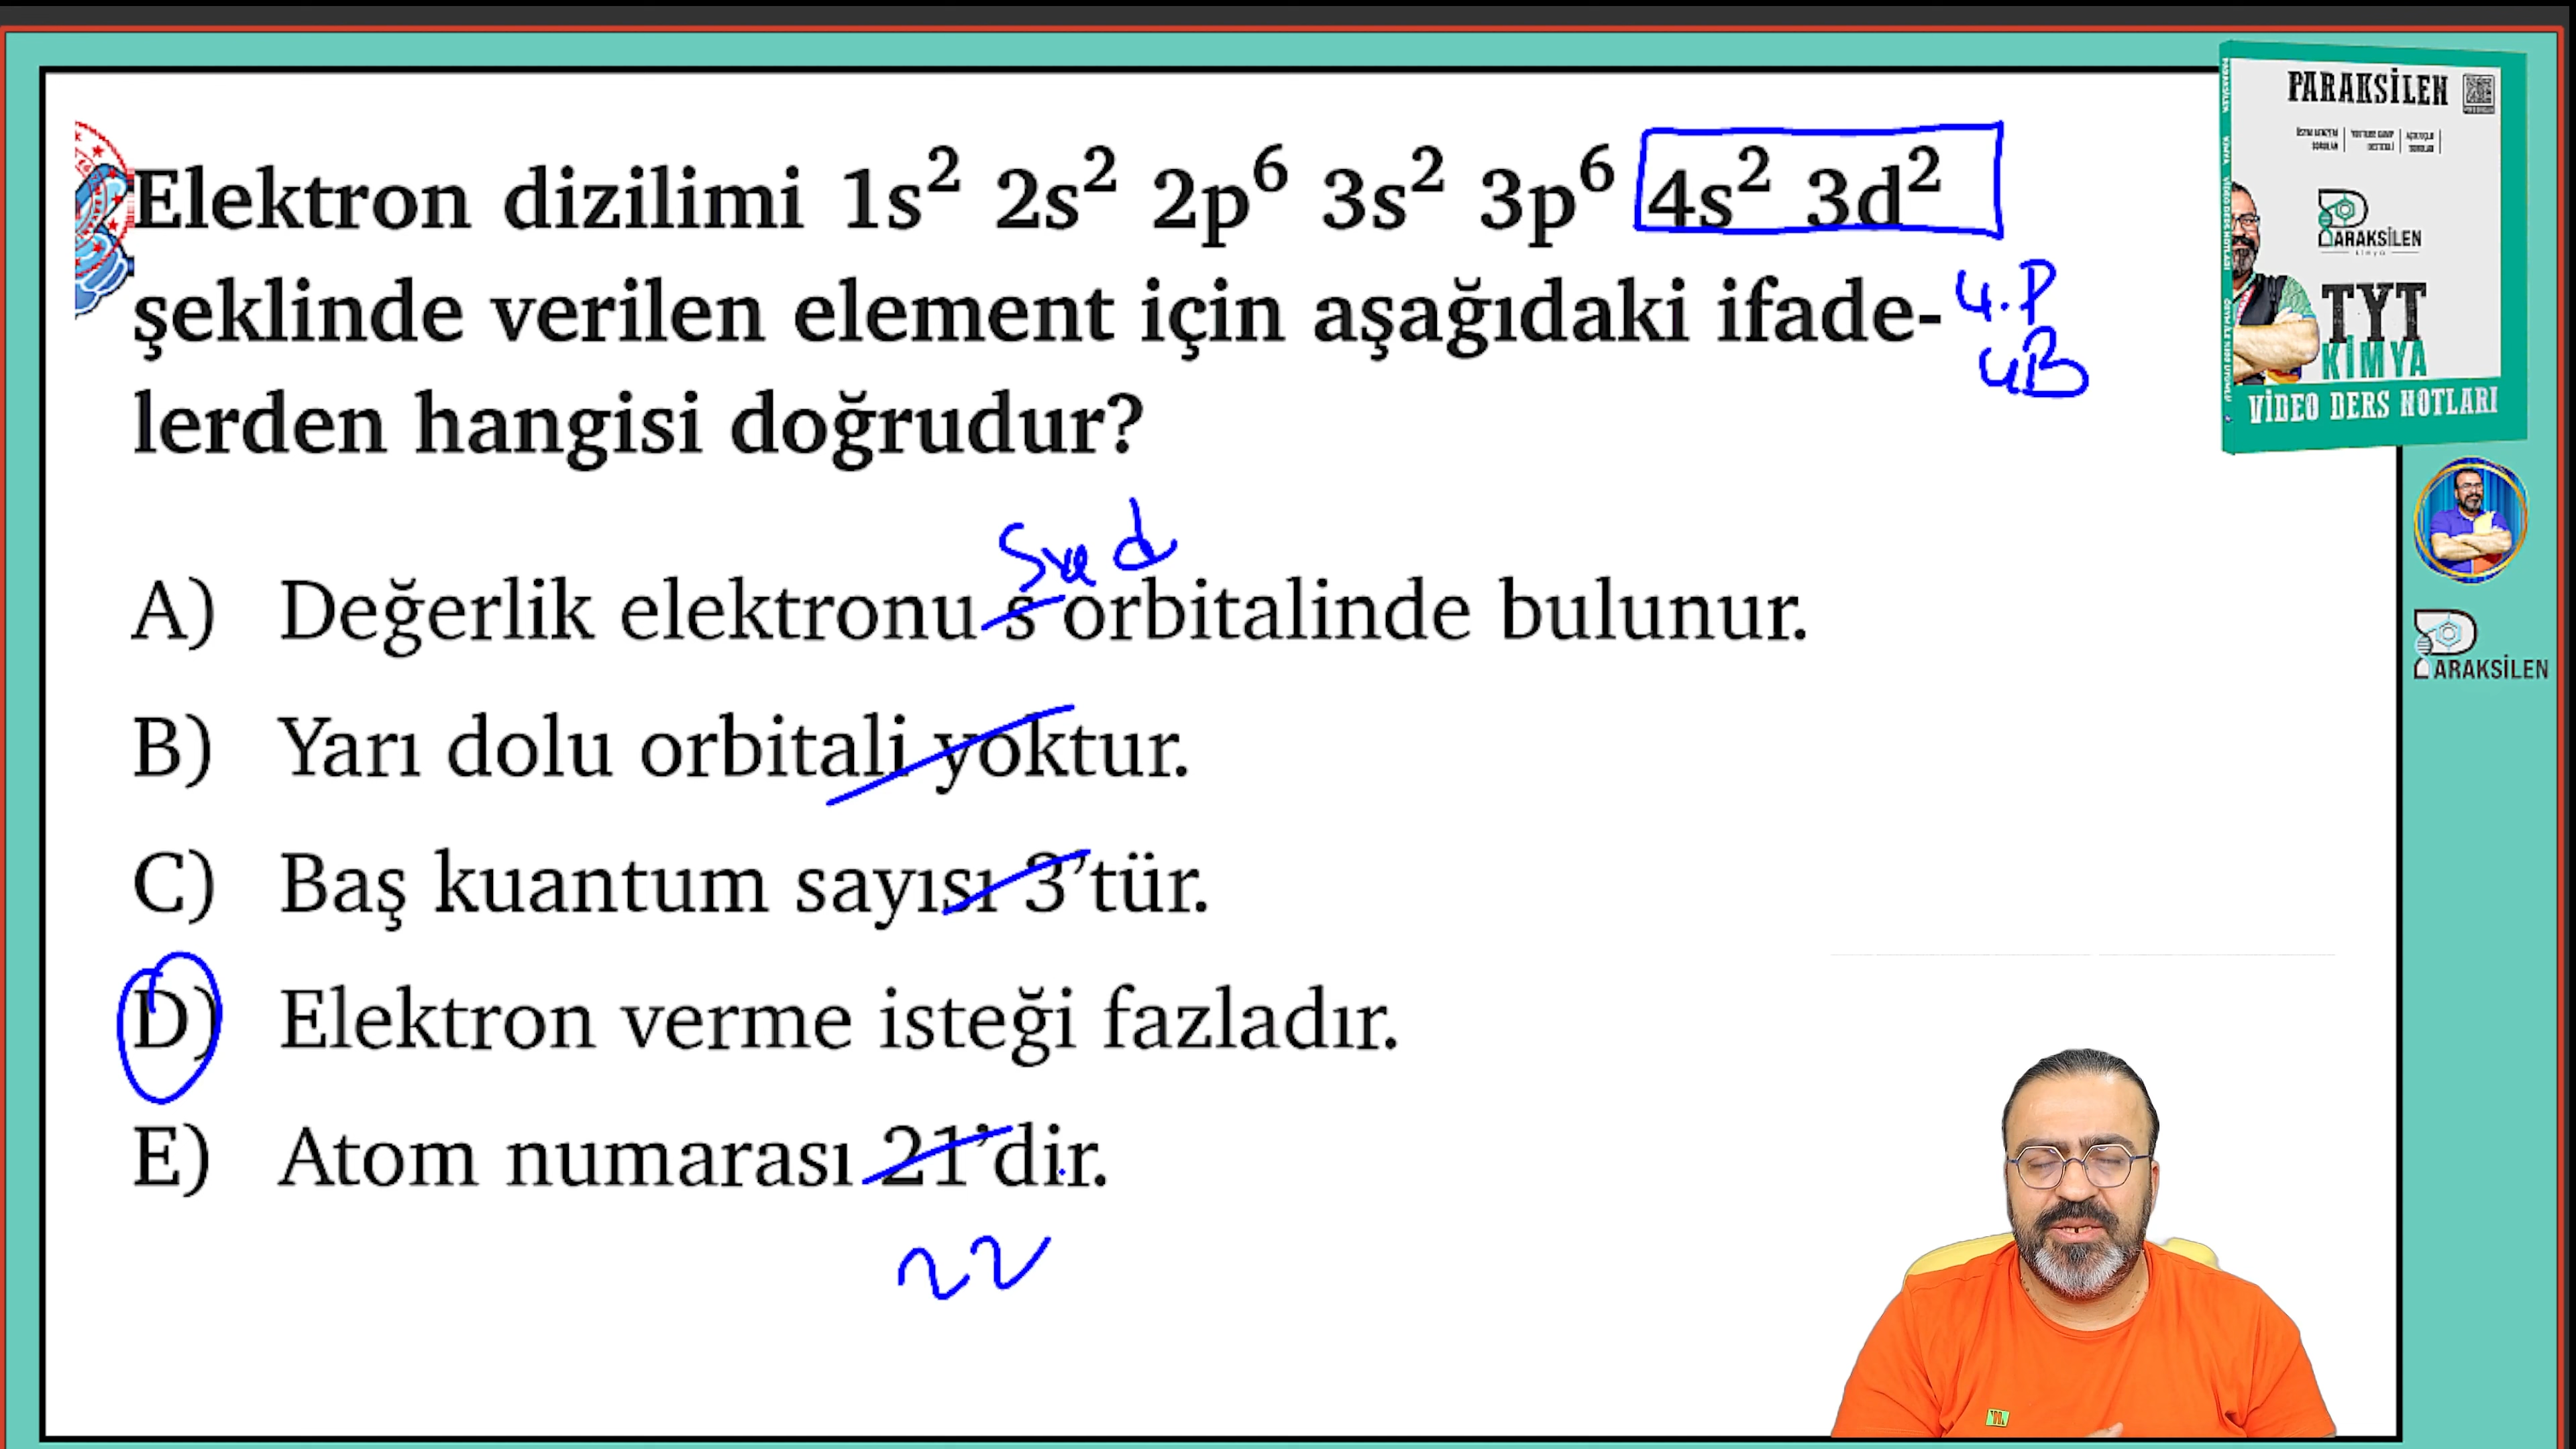 Elektron dizilimi 1s² 2s² 2p⁶ 3s² 3p⁶ 4s² 3d²
şeklinde verilen element için aşağıdaki ifade-
lerden hangisi doğrudur?
4.P
4B
s ve d
A) Değerlik elektronu s orbitalinde bulunur.
B) Yarı dolu orbitali yoktur.
C) Baş kuantum sayısı 3’tür.
D) Elektron verme isteği fazladır.
E) Atom numarası 21’dir.
22
PARAKSİLEN
PARAKSİLEN
kimya
TYT
KİMYA
VİDEO DERS NOTLARI
PARAKSİLEN